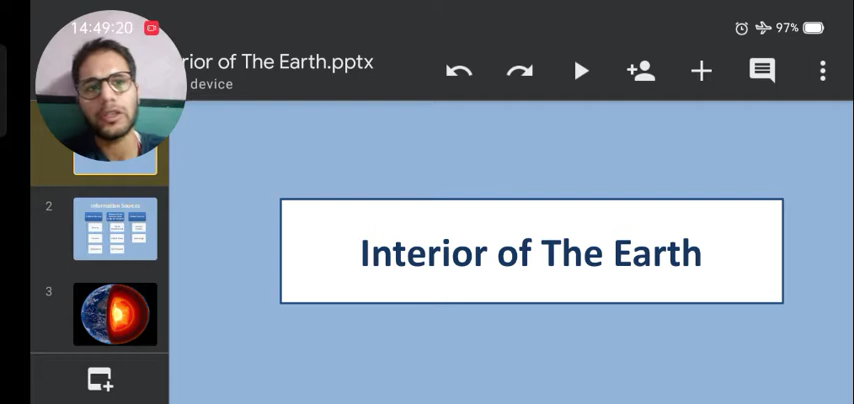 14:49:20
97%
rior of The Earth.pptx
device
2
Information Sources
3
Interior of The Earth